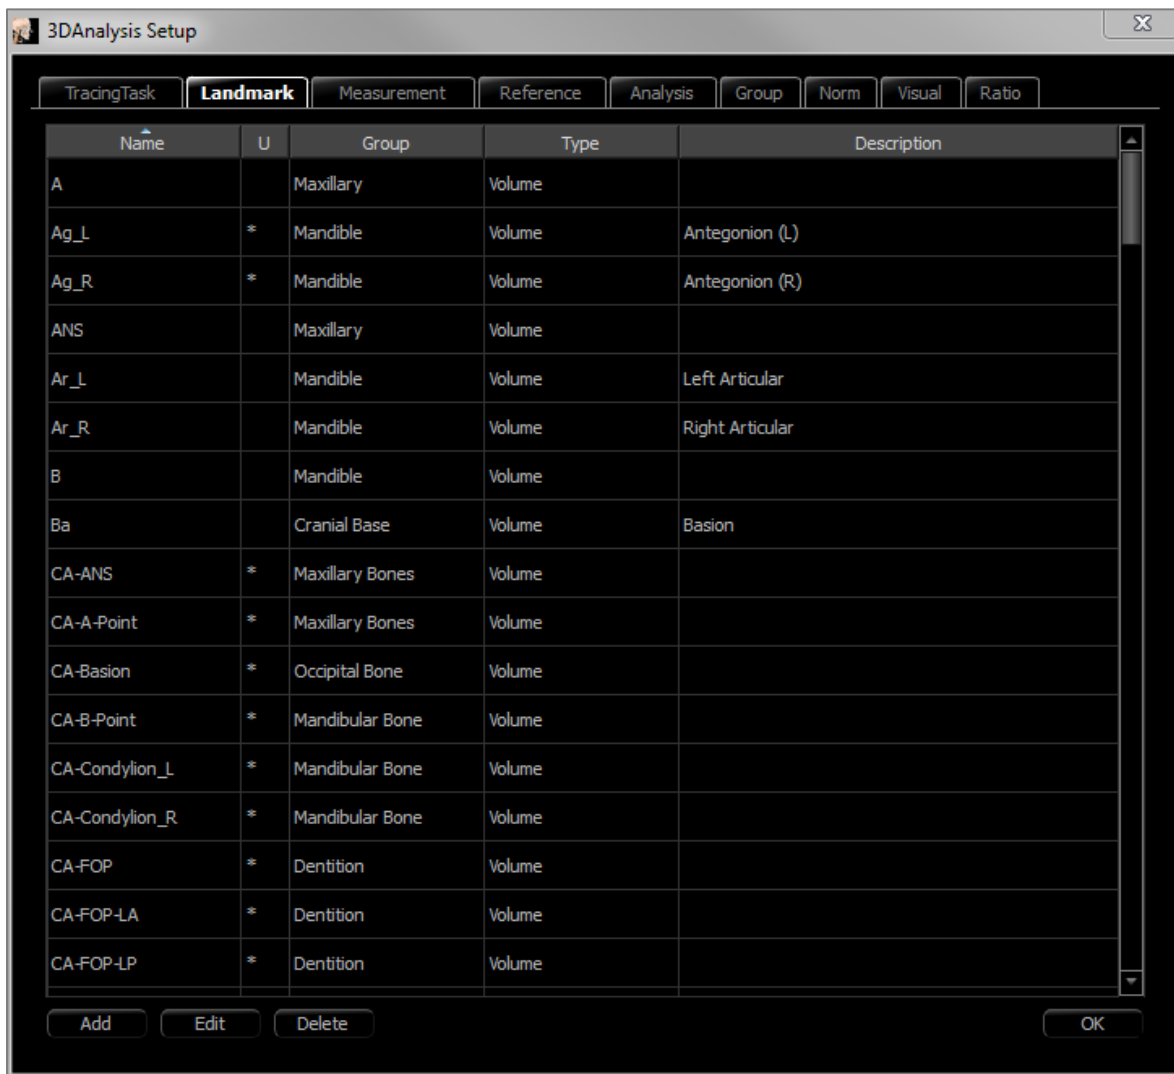 3DAnalysis Setup
TracingTask Landmark Measurement Reference Analysis Group Norm Visual Ratio
Name U Group Type Description
A Maxillary Volume
Ag_L * Mandible Volume Antegonion (L)
Ag_R * Mandible Volume Antegonion (R)
ANS Maxillary Volume
Ar_L Mandible Volume Left Articular
Ar_R Mandible Volume Right Articular
B Mandible Volume
Ba Cranial Base Volume Basion
CA-ANS * Maxillary Bones Volume
CA-A-Point * Maxillary Bones Volume
CA-Basion * Occipital Bone Volume
CA-B-Point * Mandibular Bone Volume
CA-Condylion_L * Mandibular Bone Volume
CA-Condylion_R * Mandibular Bone Volume
CA-FOP * Dentition Volume
CA-FOP-LA * Dentition Volume
CA-FOP-LP * Dentition Volume
Add Edit Delete OK